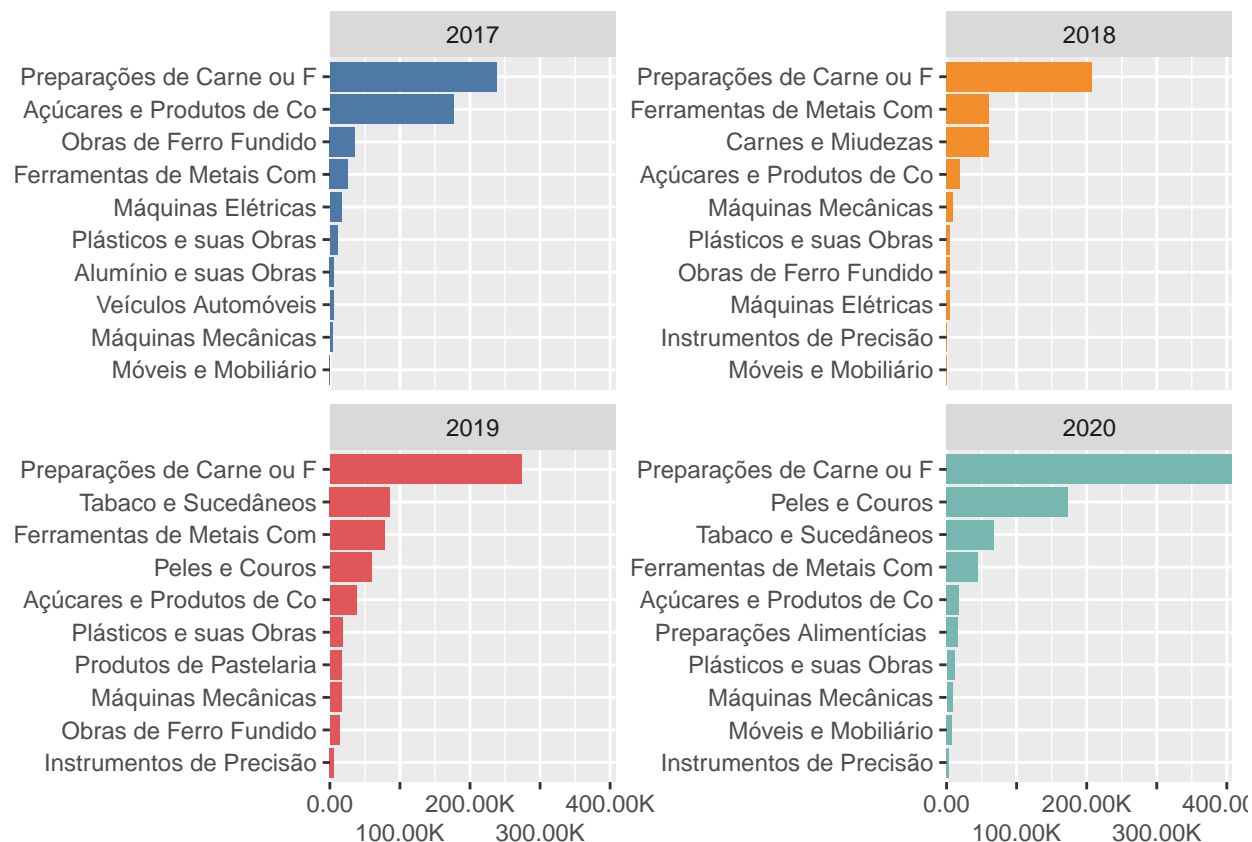 2017
Preparações de Carne ou F
Açúcares e Produtos de Co
Obras de Ferro Fundido
Ferramentas de Metais Com
Máquinas Elétricas
Plásticos e suas Obras
Alumínio e suas Obras
Veículos Automóveis
Máquinas Mecânicas
Móveis e Mobiliário
2018
Preparações de Carne ou F
Ferramentas de Metais Com
Carnes e Miudezas
Açúcares e Produtos de Co
Máquinas Mecânicas
Plásticos e suas Obras
Obras de Ferro Fundido
Máquinas Elétricas
Instrumentos de Precisão
Móveis e Mobiliário
2019
Preparações de Carne ou F
Tabaco e Sucedâneos
Ferramentas de Metais Com
Peles e Couros
Açúcares e Produtos de Co
Plásticos e suas Obras
Produtos de Pastelaria
Máquinas Mecânicas
Obras de Ferro Fundido
Instrumentos de Precisão
0.00 200.00K 400.00K
100.00K 300.00K
2020
Preparações de Carne ou F
Peles e Couros
Tabaco e Sucedâneos
Ferramentas de Metais Com
Açúcares e Produtos de Co
Preparações Alimentícias
Plásticos e suas Obras
Máquinas Mecânicas
Móveis e Mobiliário
Instrumentos de Precisão
0.00 200.00K 400.0
100.00K 300.00K